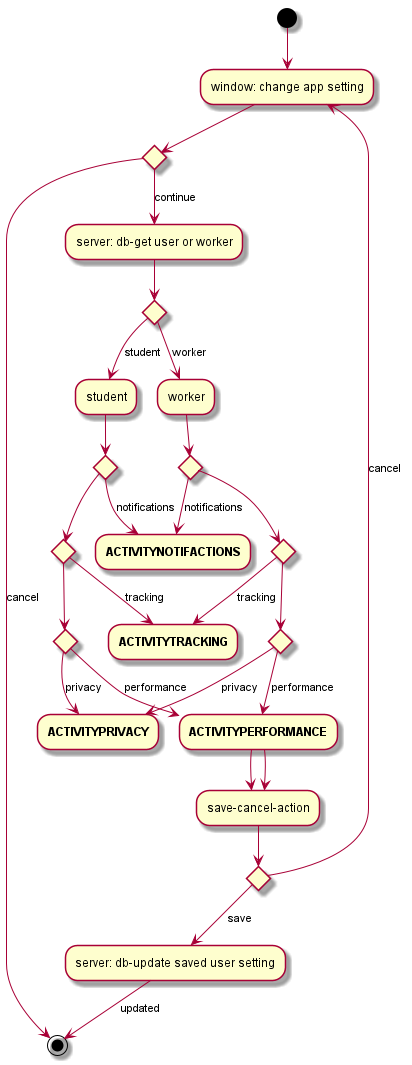 window: change app setting
continue
server: db-get user or worker
student
worker
student
worker
cancel
notifications
notifications
ACTIVITYNOTIFACTIONS
cancel
tracking
tracking
ACTIVITYTRACKING
privacy
performance
privacy
performance
ACTIVITYPRIVACY
ACTIVITYPERFORMANCE
save-cancel-action
save
server: db-update saved user setting
updated